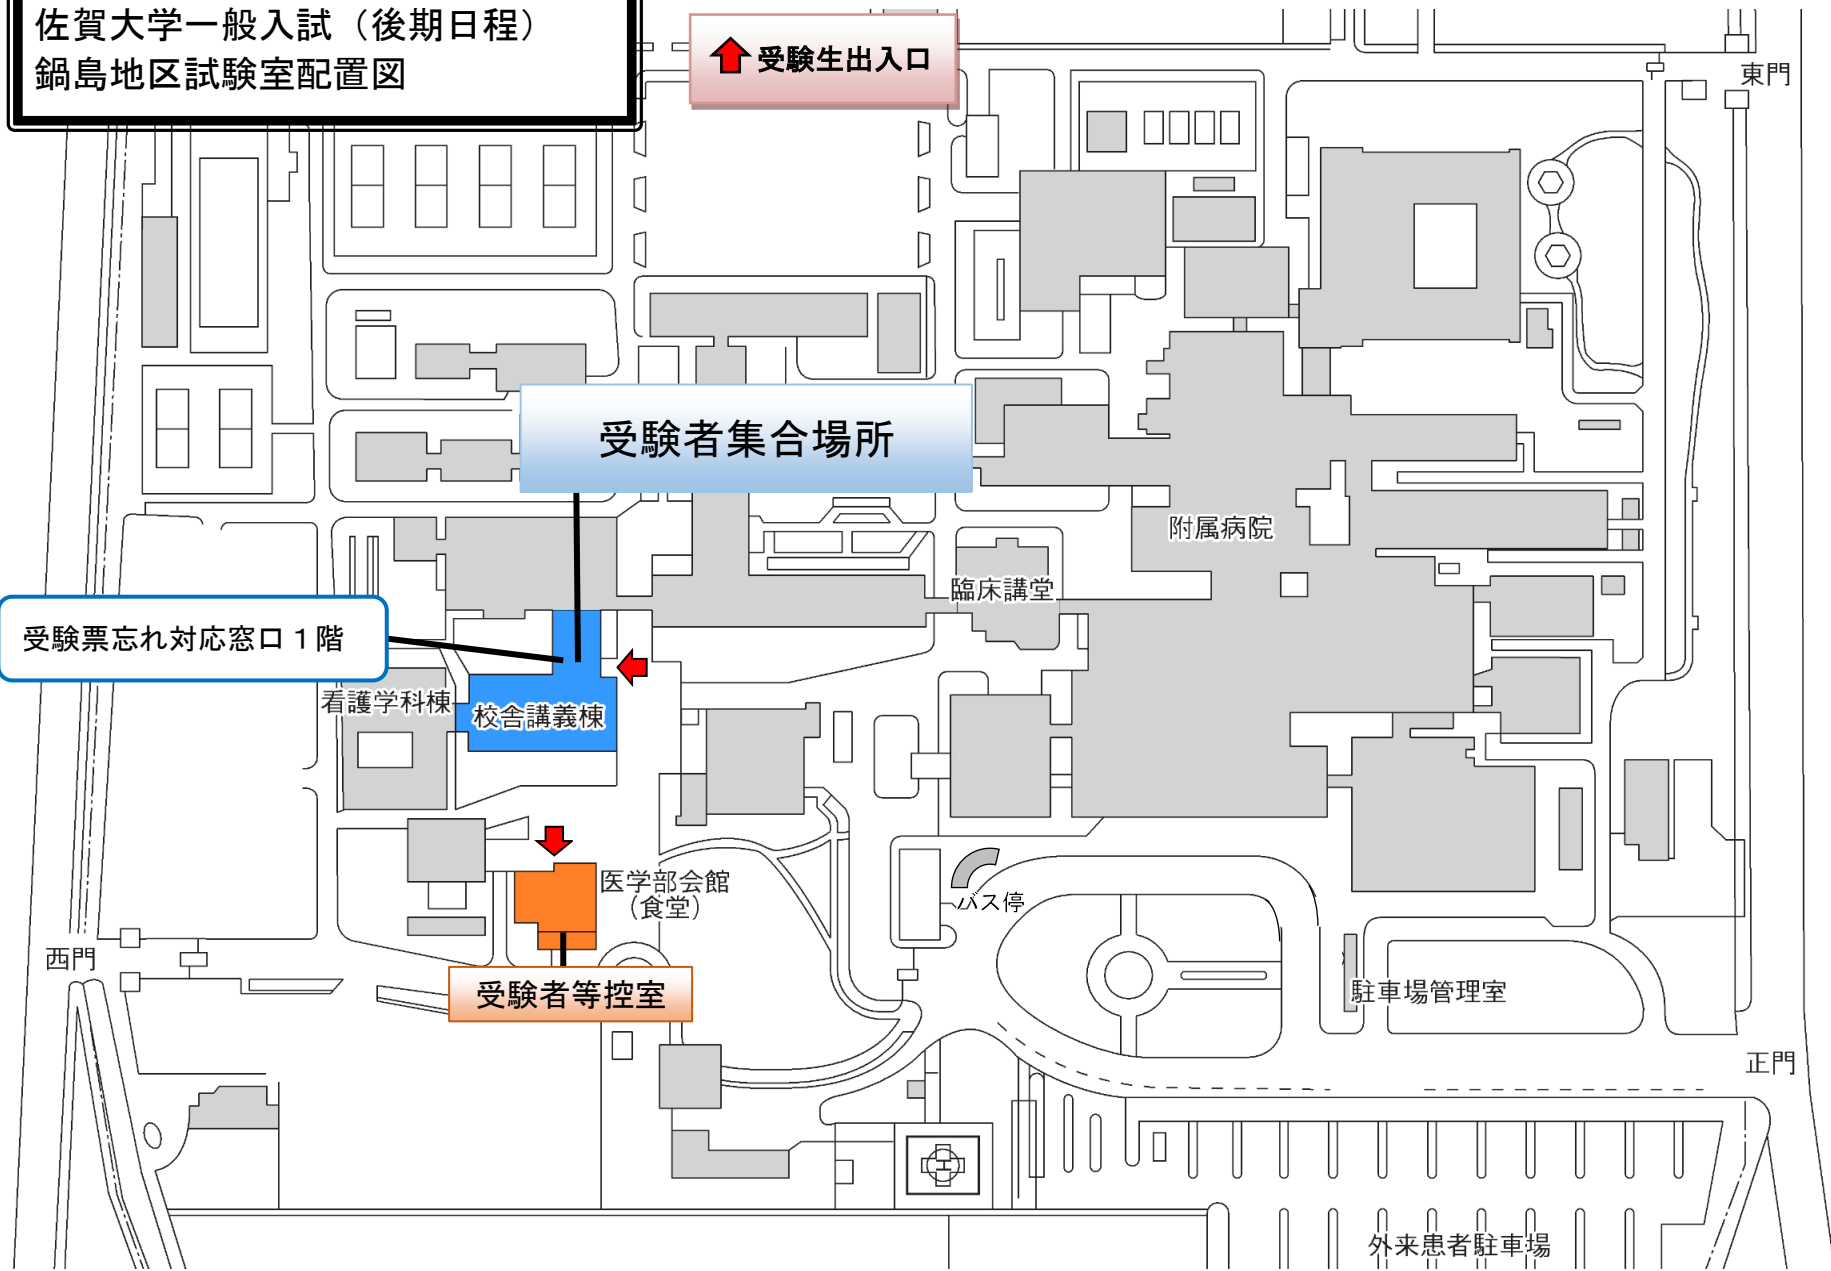 佐賀大学一般入試（後期日程）
鍋島地区試験室配置図
受験生出入口
東門
受験者集合場所
附属病院
臨床講堂
受験票忘れ対応窓口１階
看護学科棟
校舎講義棟
医学部会館
（食堂）
バス停
西門
受験者等控室
駐車場管理室
正門
外来患者駐車場